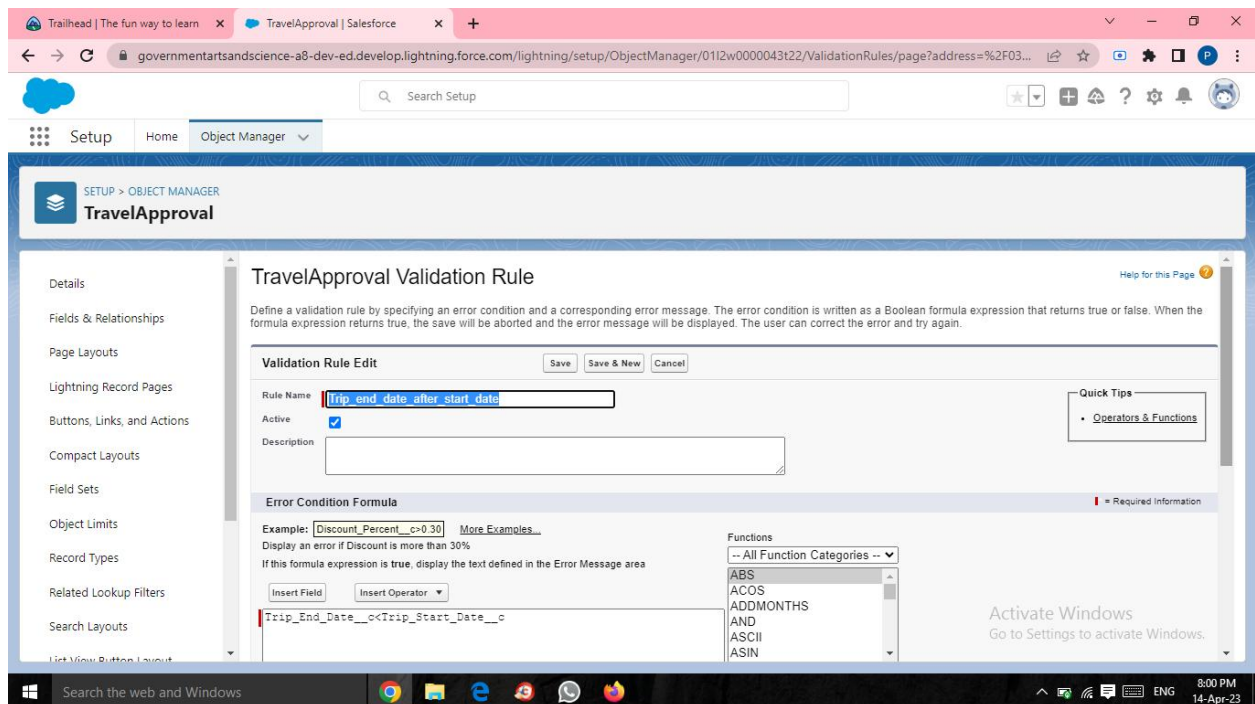 Trailhead | The fun way to learn
TravelApproval | Salesforce
governmentartsandscience-a8-dev-ed.develop.lightning.force.com/lightning/setup/ObjectManager/01I2w0000043t22/ValidationRules/page?address=%2F03...
P
Search Setup
Setup
Home
Object Manager
SETUP > OBJECT MANAGER
TravelApproval
Details
Fields & Relationships
Page Layouts
Lightning Record Pages
Buttons, Links, and Actions
Compact Layouts
Field Sets
Object Limits
Record Types
Related Lookup Filters
Search Layouts
List View Button Layout
TravelApproval Validation Rule
Help for this Page
Define a validation rule by specifying an error condition and a corresponding error message. The error condition is written as a Boolean formula expression that returns true or false. When the
formula expression returns true, the save will be aborted and the error message will be displayed. The user can correct the error and try again.
Validation Rule Edit
Save
Save & New
Cancel
Rule Name
Trip_end_date_after_start_date
Active
Description
Quick Tips
• Operators & Functions
Error Condition Formula
= Required Information
Example: Discount_Percent__c>0.30 More Examples...
Display an error if Discount is more than 30%
If this formula expression is true, display the text defined in the Error Message area
Insert Field
Insert Operator
Trip_End_Date__c<Trip_Start_Date__c
Functions
-- All Function Categories --
ABS
ACOS
ADDMONTHS
AND
ASCII
ASIN
Activate Windows
Go to Settings to activate Windows.
Search the web and Windows
ENG
8:00 PM
14-Apr-23